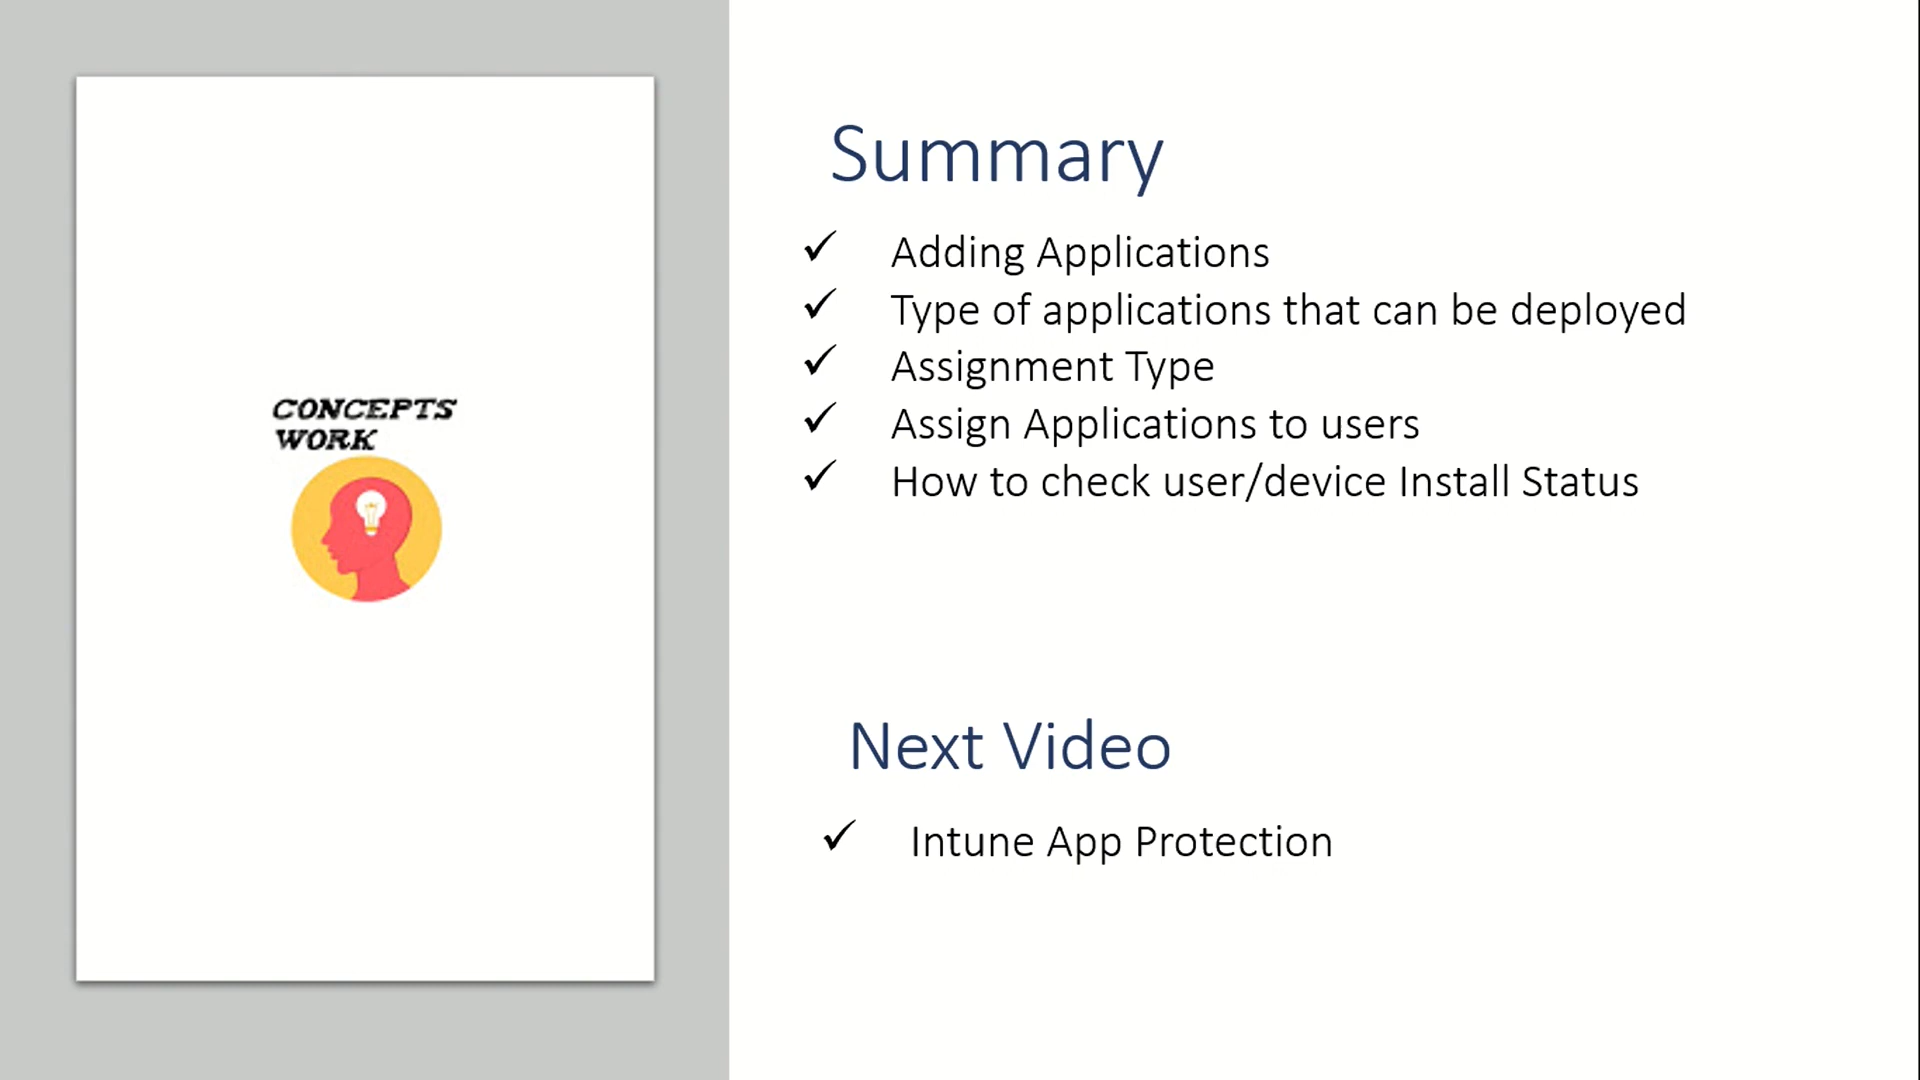 CONCEPTS
WORK
Summary
✓ Adding Applications
✓ Type of applications that can be deployed
✓ Assignment Type
✓ Assign Applications to users
✓ How to check user/device Install Status
Next Video
✓ Intune App Protection